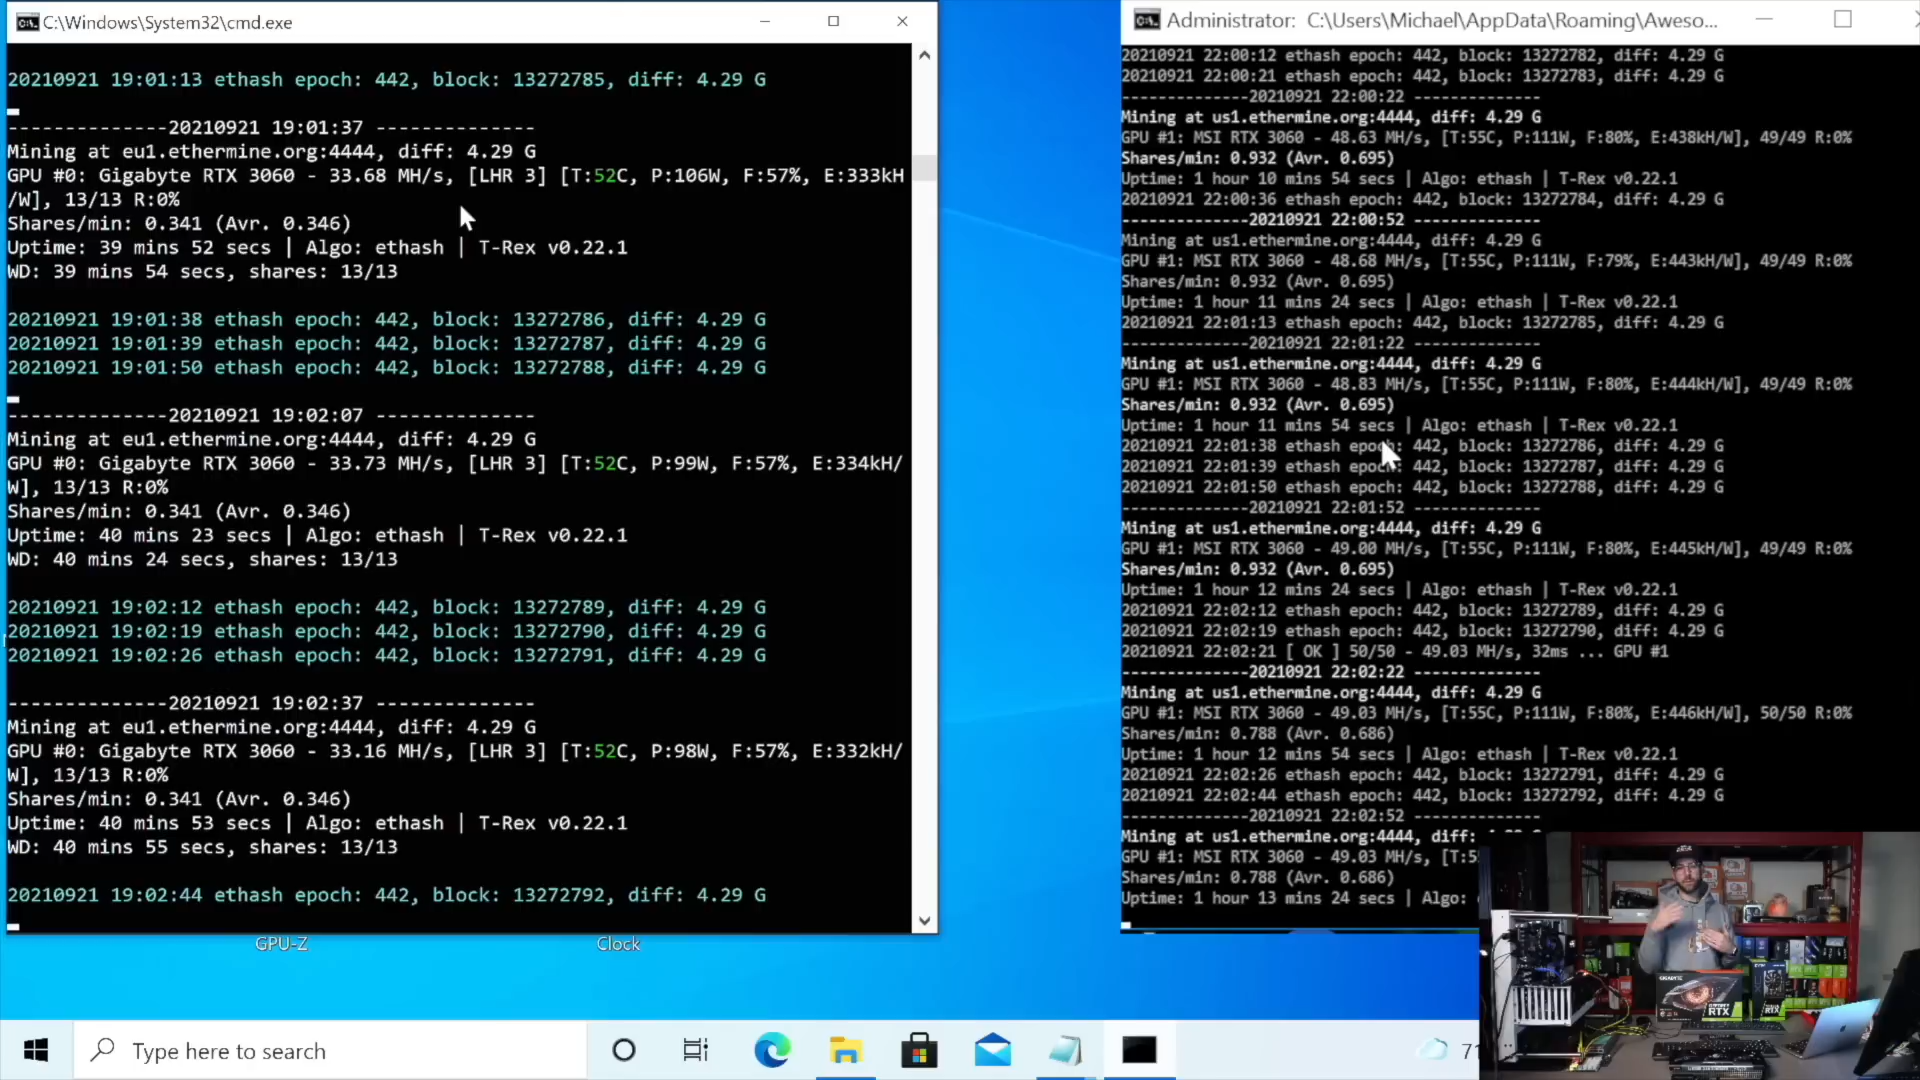 C:\Windows\System32\cmd.exe
20210921 19:01:13 ethash epoch: 442, block: 13272785, diff: 4.29 G
--------------20210921 19:01:37 --------------
Mining at eu1.ethermine.org:4444, diff: 4.29 G
GPU #0: Gigabyte RTX 3060 - 33.68 MH/s, [LHR 3] [T:52C, P:106W, F:57%, E:333kH
/W], 13/13 R:0%
Shares/min: 0.341 (Avr. 0.346)
Uptime: 39 mins 52 secs | Algo: ethash | T-Rex v0.22.1
WD: 39 mins 54 secs, shares: 13/13
20210921 19:01:38 ethash epoch: 442, block: 13272786, diff: 4.29 G
20210921 19:01:39 ethash epoch: 442, block: 13272787, diff: 4.29 G
20210921 19:01:50 ethash epoch: 442, block: 13272788, diff: 4.29 G
--------------20210921 19:02:07 --------------
Mining at eu1.ethermine.org:4444, diff: 4.29 G
GPU #0: Gigabyte RTX 3060 - 33.73 MH/s, [LHR 3] [T:52C, P:99W, F:57%, E:334kH/
W], 13/13 R:0%
Shares/min: 0.341 (Avr. 0.346)
Uptime: 40 mins 23 secs | Algo: ethash | T-Rex v0.22.1
WD: 40 mins 24 secs, shares: 13/13
20210921 19:02:12 ethash epoch: 442, block: 13272789, diff: 4.29 G
20210921 19:02:19 ethash epoch: 442, block: 13272790, diff: 4.29 G
20210921 19:02:26 ethash epoch: 442, block: 13272791, diff: 4.29 G
--------------20210921 19:02:37 --------------
Mining at eu1.ethermine.org:4444, diff: 4.29 G
GPU #0: Gigabyte RTX 3060 - 33.16 MH/s, [LHR 3] [T:52C, P:98W, F:57%, E:332kH/
W], 13/13 R:0%
Shares/min: 0.341 (Avr. 0.346)
Uptime: 40 mins 53 secs | Algo: ethash | T-Rex v0.22.1
WD: 40 mins 55 secs, shares: 13/13
20210921 19:02:44 ethash epoch: 442, block: 13272792, diff: 4.29 G
GPU-Z
Clock
Administrator: C:\Users\Michael\AppData\Roaming\Aweso...
20210921 22:00:12 ethash epoch: 442, block: 13272782, diff: 4.29 G
20210921 22:00:21 ethash epoch: 442, block: 13272783, diff: 4.29 G
--------------20210921 22:00:22 --------------
Mining at us1.ethermine.org:4444, diff: 4.29 G
GPU #1: MSI RTX 3060 - 48.63 MH/s, [T:55C, P:111W, F:80%, E:438kH/W], 49/49 R:0%
Shares/min: 0.932 (Avr. 0.695)
Uptime: 1 hour 10 mins 54 secs | Algo: ethash | T-Rex v0.22.1
20210921 22:00:36 ethash epoch: 442, block: 13272784, diff: 4.29 G
--------------20210921 22:00:52 --------------
Mining at us1.ethermine.org:4444, diff: 4.29 G
GPU #1: MSI RTX 3060 - 48.68 MH/s, [T:55C, P:111W, F:79%, E:443kH/W], 49/49 R:0%
Shares/min: 0.932 (Avr. 0.695)
Uptime: 1 hour 11 mins 24 secs | Algo: ethash | T-Rex v0.22.1
20210921 22:01:13 ethash epoch: 442, block: 13272785, diff: 4.29 G
--------------20210921 22:01:22 --------------
Mining at us1.ethermine.org:4444, diff: 4.29 G
GPU #1: MSI RTX 3060 - 48.83 MH/s, [T:55C, P:111W, F:80%, E:444kH/W], 49/49 R:0%
Shares/min: 0.932 (Avr. 0.695)
Uptime: 1 hour 11 mins 54 secs | Algo: ethash | T-Rex v0.22.1
20210921 22:01:38 ethash epoch: 442, block: 13272786, diff: 4.29 G
20210921 22:01:39 ethash epoch: 442, block: 13272787, diff: 4.29 G
20210921 22:01:50 ethash epoch: 442, block: 13272788, diff: 4.29 G
--------------20210921 22:01:52 --------------
Mining at us1.ethermine.org:4444, diff: 4.29 G
GPU #1: MSI RTX 3060 - 49.00 MH/s, [T:55C, P:111W, F:80%, E:445kH/W], 49/49 R:0%
Shares/min: 0.932 (Avr. 0.695)
Uptime: 1 hour 12 mins 24 secs | Algo: ethash | T-Rex v0.22.1
20210921 22:02:12 ethash epoch: 442, block: 13272789, diff: 4.29 G
20210921 22:02:19 ethash epoch: 442, block: 13272790, diff: 4.29 G
20210921 22:02:21 [ OK ] 50/50 - 49.03 MH/s, 32ms ... GPU #1
--------------20210921 22:02:22 --------------
Mining at us1.ethermine.org:4444, diff: 4.29 G
GPU #1: MSI RTX 3060 - 49.03 MH/s, [T:55C, P:111W, F:80%, E:446kH/W], 50/50 R:0%
Shares/min: 0.788 (Avr. 0.686)
Uptime: 1 hour 12 mins 54 secs | Algo: ethash | T-Rex v0.22.1
20210921 22:02:26 ethash epoch: 442, block: 13272791, diff: 4.29 G
20210921 22:02:44 ethash epoch: 442, block: 13272792, diff: 4.29 G
--------------20210921 22:02:52 --------------
Mining at us1.ethermine.org:4444, diff:
GPU #1: MSI RTX 3060 - 49.03 MH/s, [T:5
Shares/min: 0.788 (Avr. 0.686)
Uptime: 1 hour 13 mins 24 secs | Algo:
RTX
Type here to search
71